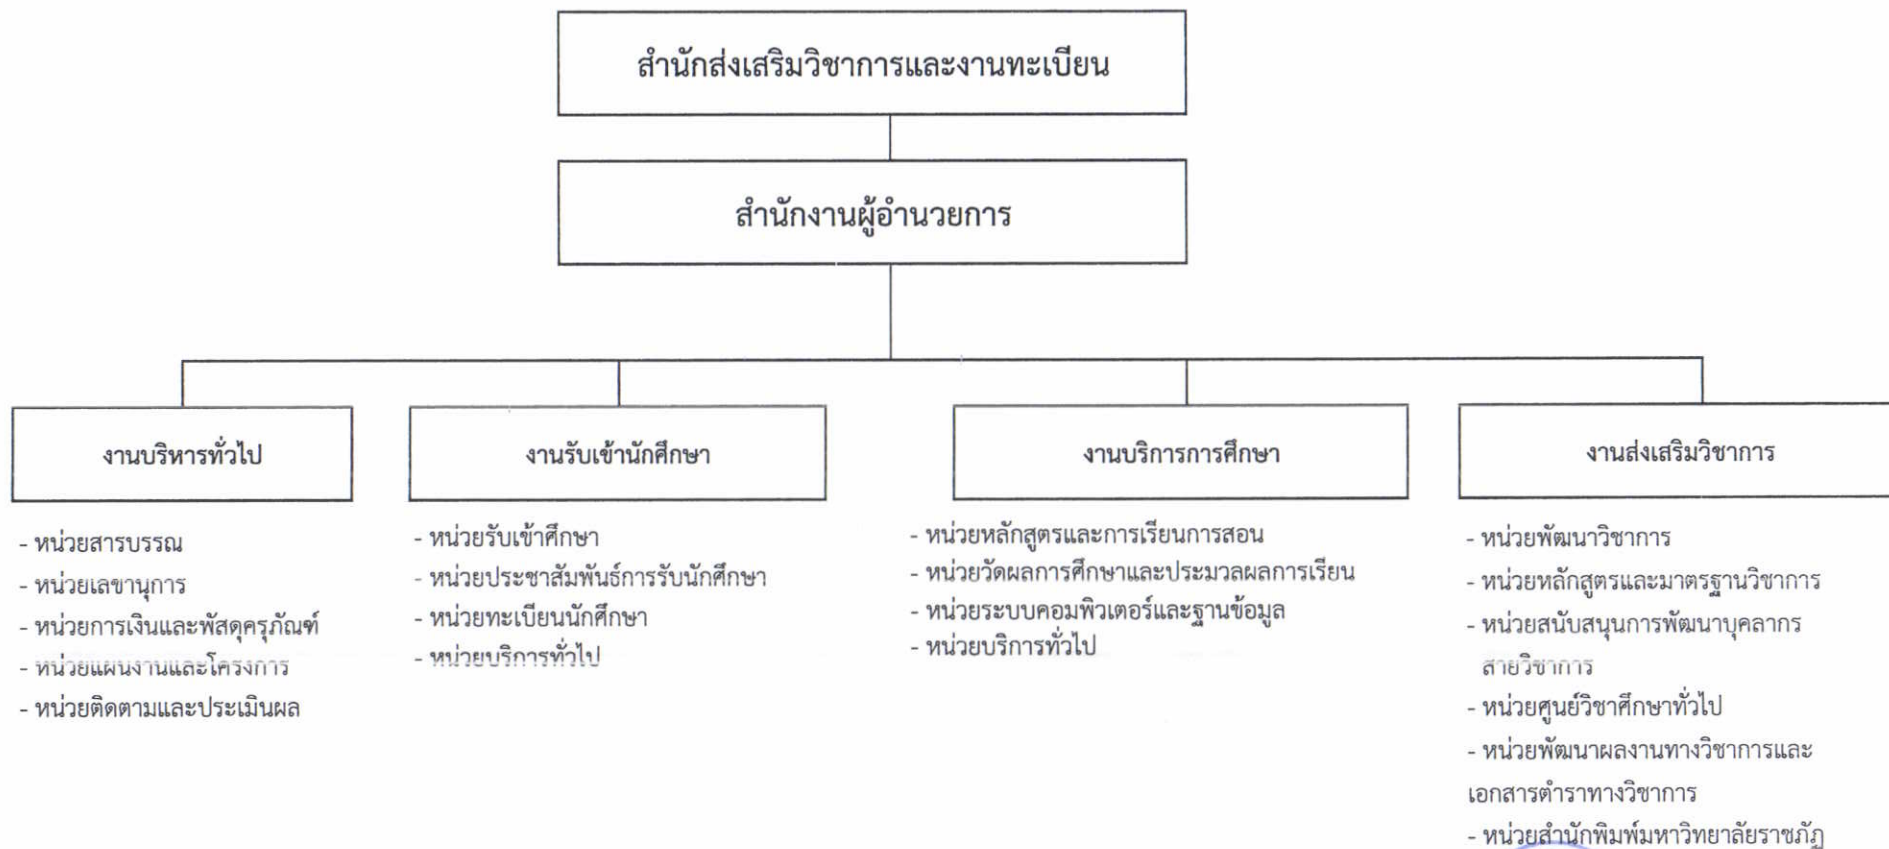 สำนักส่งเสริมวิชาการและงานทะเบียน
สำนักงานผู้อำนวยการ
งานบริหารทั่วไป
- หน่วยสารบรรณ
- หน่วยเลขานุการ
- หน่วยการเงินและพัสดุครุภัณฑ์
- หน่วยแผนงานและโครงการ
- หน่วยติดตามและประเมินผล
งานรับเข้านักศึกษา
- หน่วยรับเข้าศึกษา
- หน่วยประชาสัมพันธ์การรับนักศึกษา
- หน่วยทะเบียนนักศึกษา
- หน่วยบริการทั่วไป
งานบริการการศึกษา
- หน่วยหลักสูตรและการเรียนการสอน
- หน่วยวัดผลการศึกษาและประมวลผลการเรียน
- หน่วยระบบคอมพิวเตอร์และฐานข้อมูล
- หน่วยบริการทั่วไป
งานส่งเสริมวิชาการ
- หน่วยพัฒนาวิชาการ
- หน่วยหลักสูตรและมาตรฐานวิชาการ
- หน่วยสนับสนุนการพัฒนาบุคลากร
สายวิชาการ
- หน่วยศูนย์วิชาศึกษาทั่วไป
- หน่วยพัฒนาผลงานทางวิชาการและ
เอกสารตำราทางวิชาการ
- หน่วยสำนักพิมพ์มหาวิทยาลัยราชภัฏ